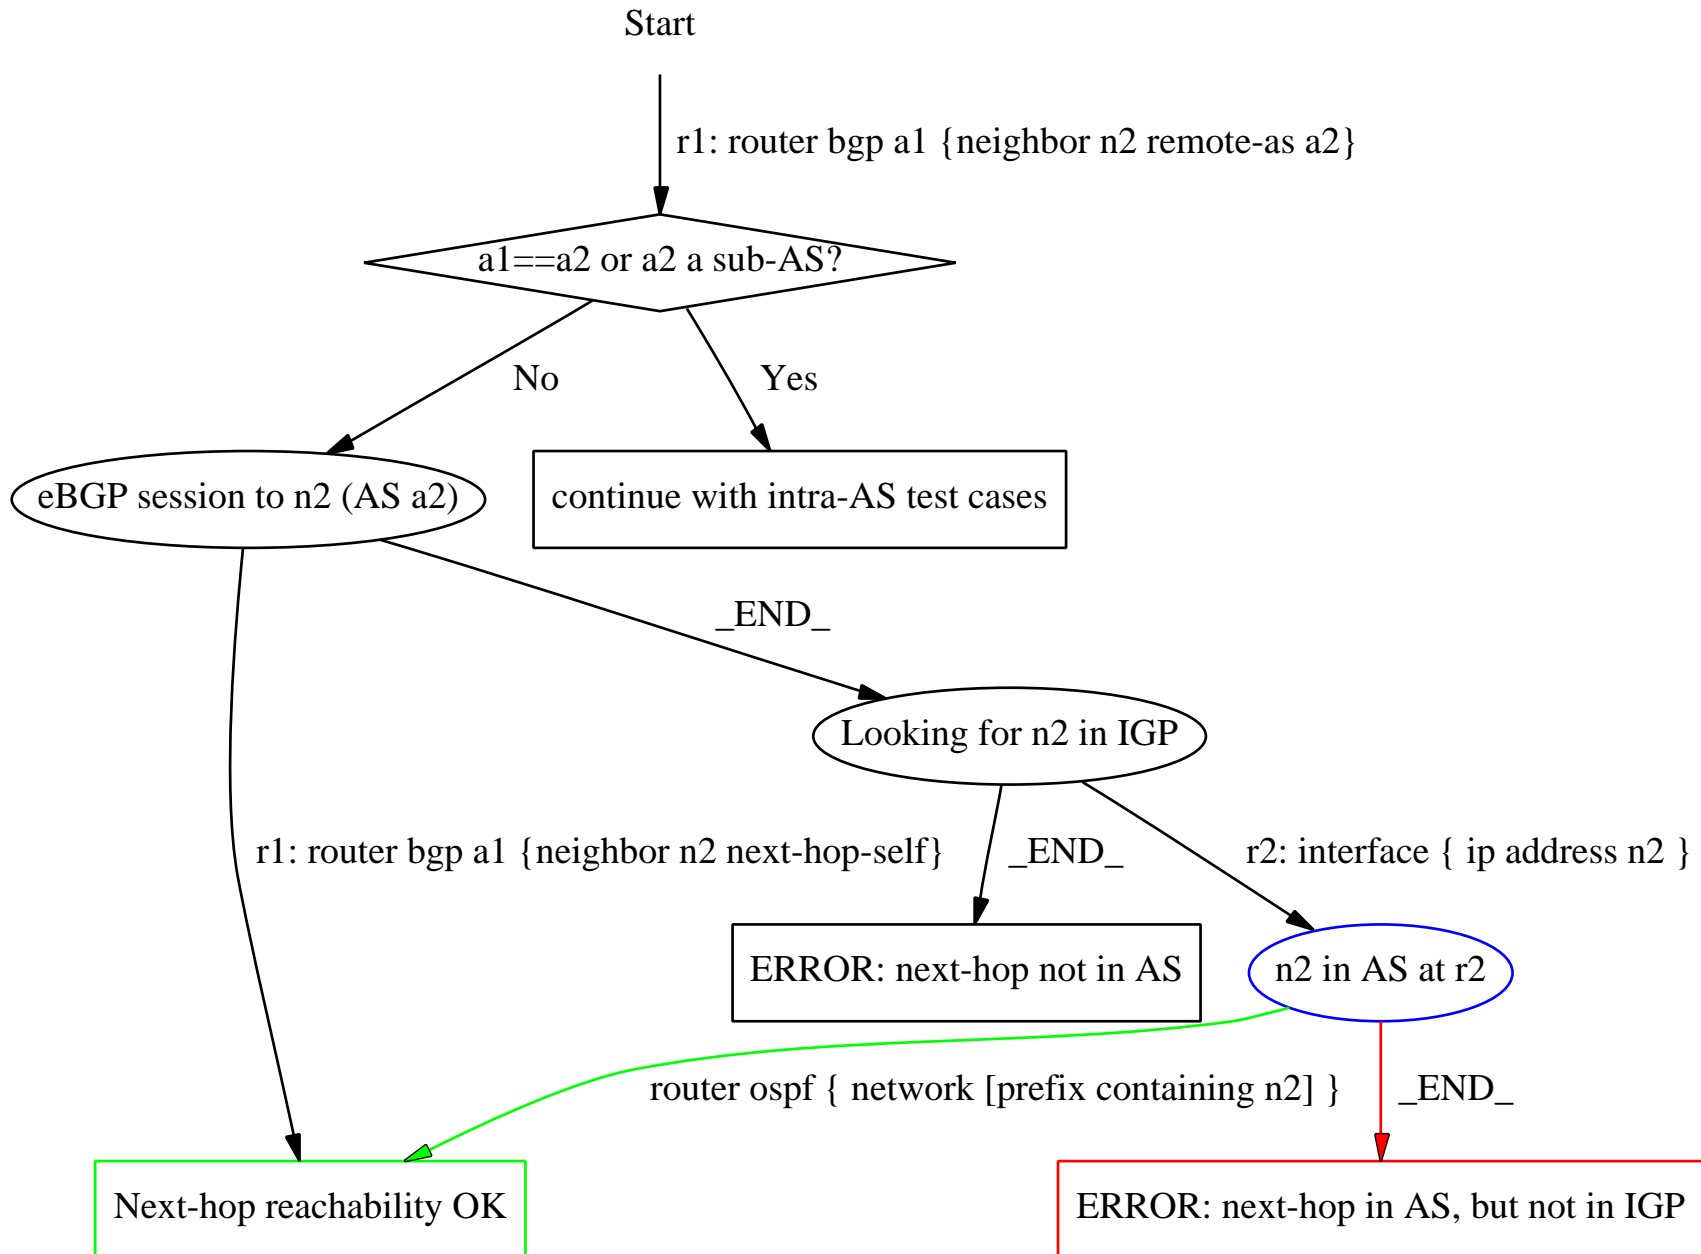 Start
r1: router bgp a1 {neighbor n2 remote-as a2}
a1==a2 or a2 a sub-AS?
No
Yes
eBGP session to n2 (AS a2)
continue with intra-AS test cases
_END_
Looking for n2 in IGP
r1: router bgp a1 {neighbor n2 next-hop-self}
_END_
r2: interface { ip address n2 }
ERROR: next-hop not in AS
n2 in AS at r2
router ospf { network [prefix containing n2] }
_END_
Next-hop reachability OK
ERROR: next-hop in AS, but not in IGP